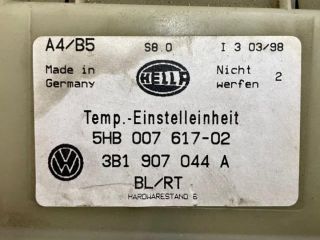 A4/B5 S8.0 I 3 03/98
Made in Germany HELLA Nicht werfen 2
Temp.-Einstelleinheit
5HB 007 617-02
VW 3B1 907 044 A
BL/RT
HARDWARESTAND 6